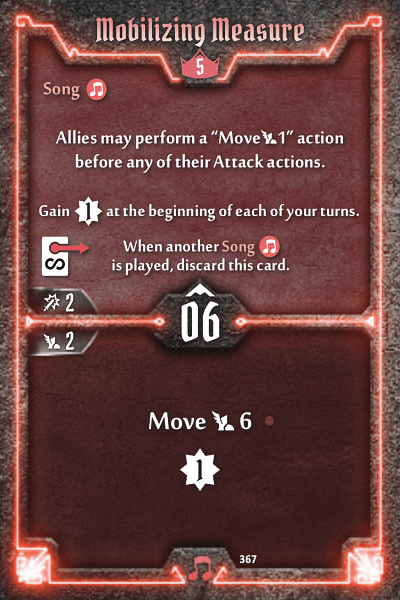 Mobilizing Measure
5
Song
Allies may perform a “Move 1” action
before any of their Attack actions.
Gain 1 at the beginning of each of your turns.
S
When another Song
is played, discard this card.
2
06
2
Move 6
1
367